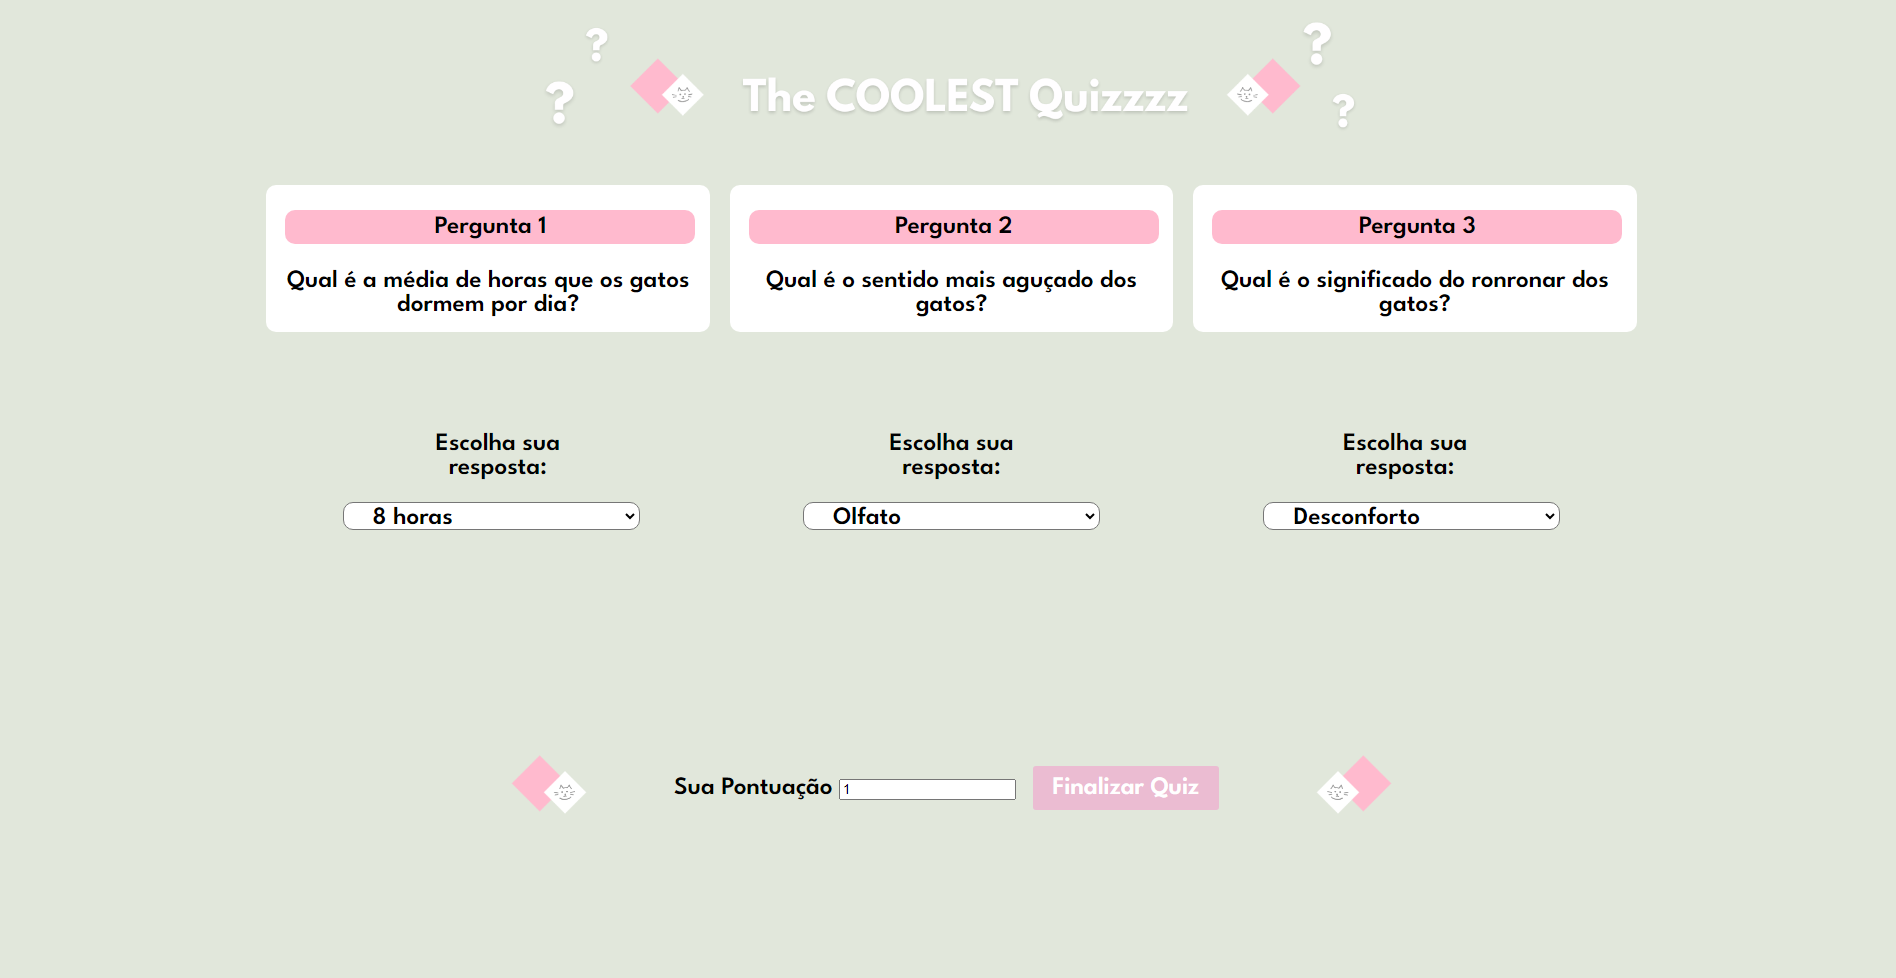 ? ?
The COOLEST Quizzzz
? ?
Pergunta 1
Qual é a média de horas que os gatos
dormem por dia?
Pergunta 2
Qual é o sentido mais aguçado dos
gatos?
Pergunta 3
Qual é o significado do ronronar dos
gatos?
Escolha sua
resposta:
8 horas
Escolha sua
resposta:
Olfato
Escolha sua
resposta:
Desconforto
Sua Pontuação 1
Finalizar Quiz